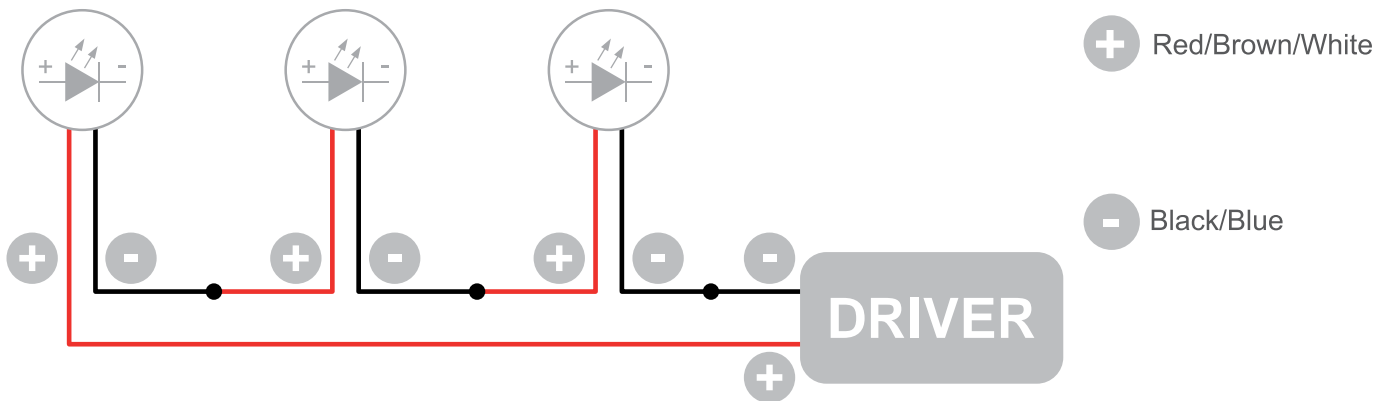 + -
+ -
+ -
+ Red/Brown/White
- Black/Blue
+ - + - + - -
DRIVER
+